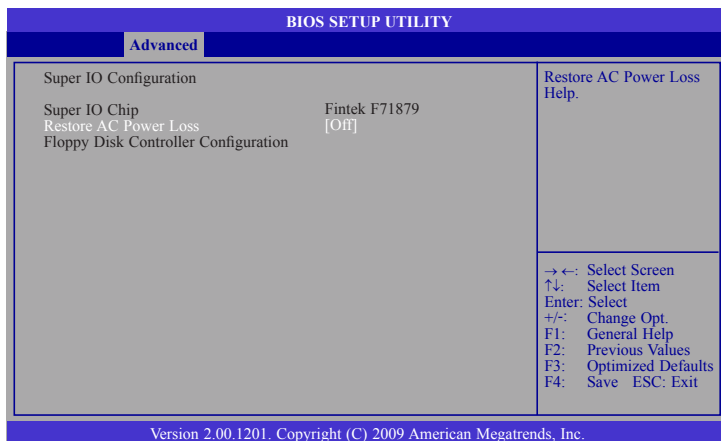 BIOS SETUP UTILITY
Advanced
Super IO Configuration
Super IO Chip Fintek F71879
Restore AC Power Loss [Off]
Floppy Disk Controller Configuration
Restore AC Power Loss
Help.
→ ←: Select Screen
↑↓: Select Item
Enter: Select
+/-: Change Opt.
F1: General Help
F2: Previous Values
F3: Optimized Defaults
F4: Save ESC: Exit
Version 2.00.1201. Copyright (C) 2009 American Megatrends, Inc.